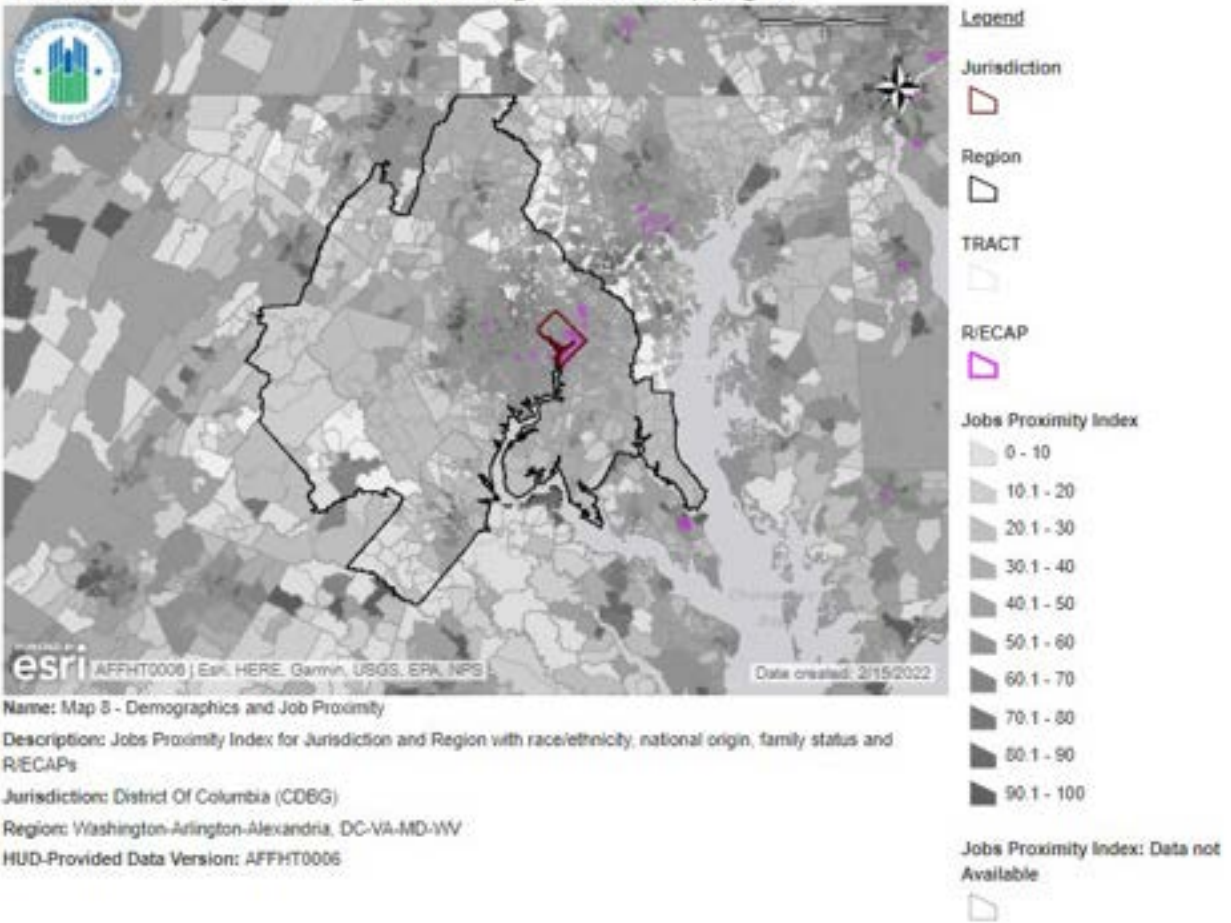 Legend
Jurisdiction
Region
TRACT
R/ECAP
Jobs Proximity Index
0 - 10
10.1 - 20
20.1 - 30
30.1 - 40
40.1 - 50
50.1 - 60
60.1 - 70
70.1 - 80
80.1 - 90
90.1 - 100
Jobs Proximity Index: Data not
Available
POWERED BY
esri
AFFHT0006 | Esri, HERE, Garmin, USGS, EPA, NPS
Date created: 2/15/2022
Name: Map 8 - Demographics and Job Proximity
Description: Jobs Proximity Index for Jurisdiction and Region with race/ethnicity, national origin, family status and
R/ECAPs
Jurisdiction: District Of Columbia (CDBG)
Region: Washington-Arlington-Alexandria, DC-VA-MD-WV
HUD-Provided Data Version: AFFHT0006